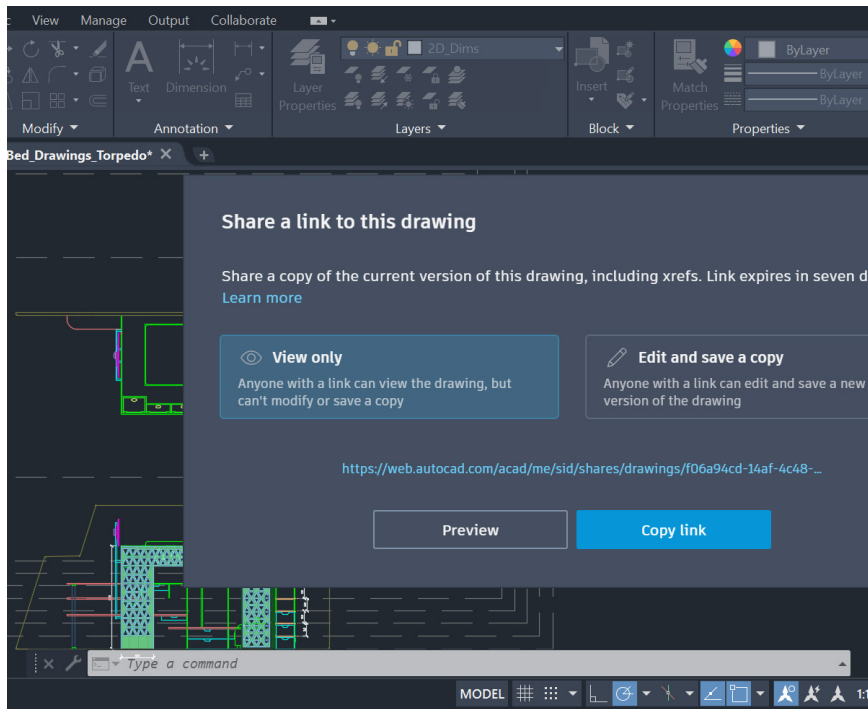 View Manage Output Collaborate
2D_Dims
ByLayer
Text Dimension Layer Properties Insert Match Properties
ByLayer
ByLayer
Modify Annotation Layers Block Properties
Bed_Drawings_Torpedo*
Share a link to this drawing
Share a copy of the current version of this drawing, including xrefs. Link expires in seven d
Learn more
View only
Anyone with a link can view the drawing, but
can't modify or save a copy
Edit and save a copy
Anyone with a link can edit and save a new
version of the drawing
https://web.autocad.com/acad/me/sid/shares/drawings/f06a94cd-14af-4c48-...
Preview Copy link
Type a command
MODEL 1:1